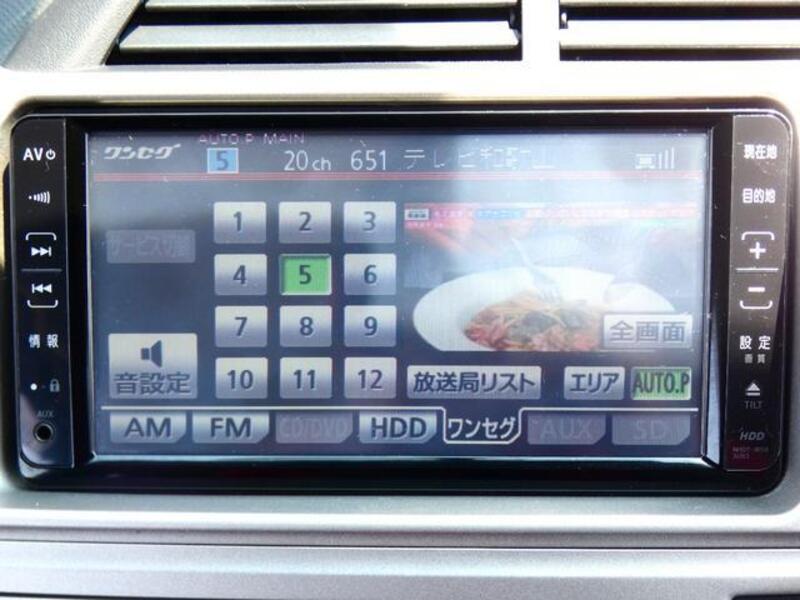 AUTO.P MAIN
ワンセグ 5 20ch 651 テレビ和歌山
サービス切替
1 2 3
4 5 6
7 8 9
10 11 12
音設定
全画面
放送局リスト エリア AUTO.P
AM FM CD/DVD HDD ワンセグ AUX SD
AV
情報
AUX
現在地
目的地
+
−
設定
画質
TILT
HDD